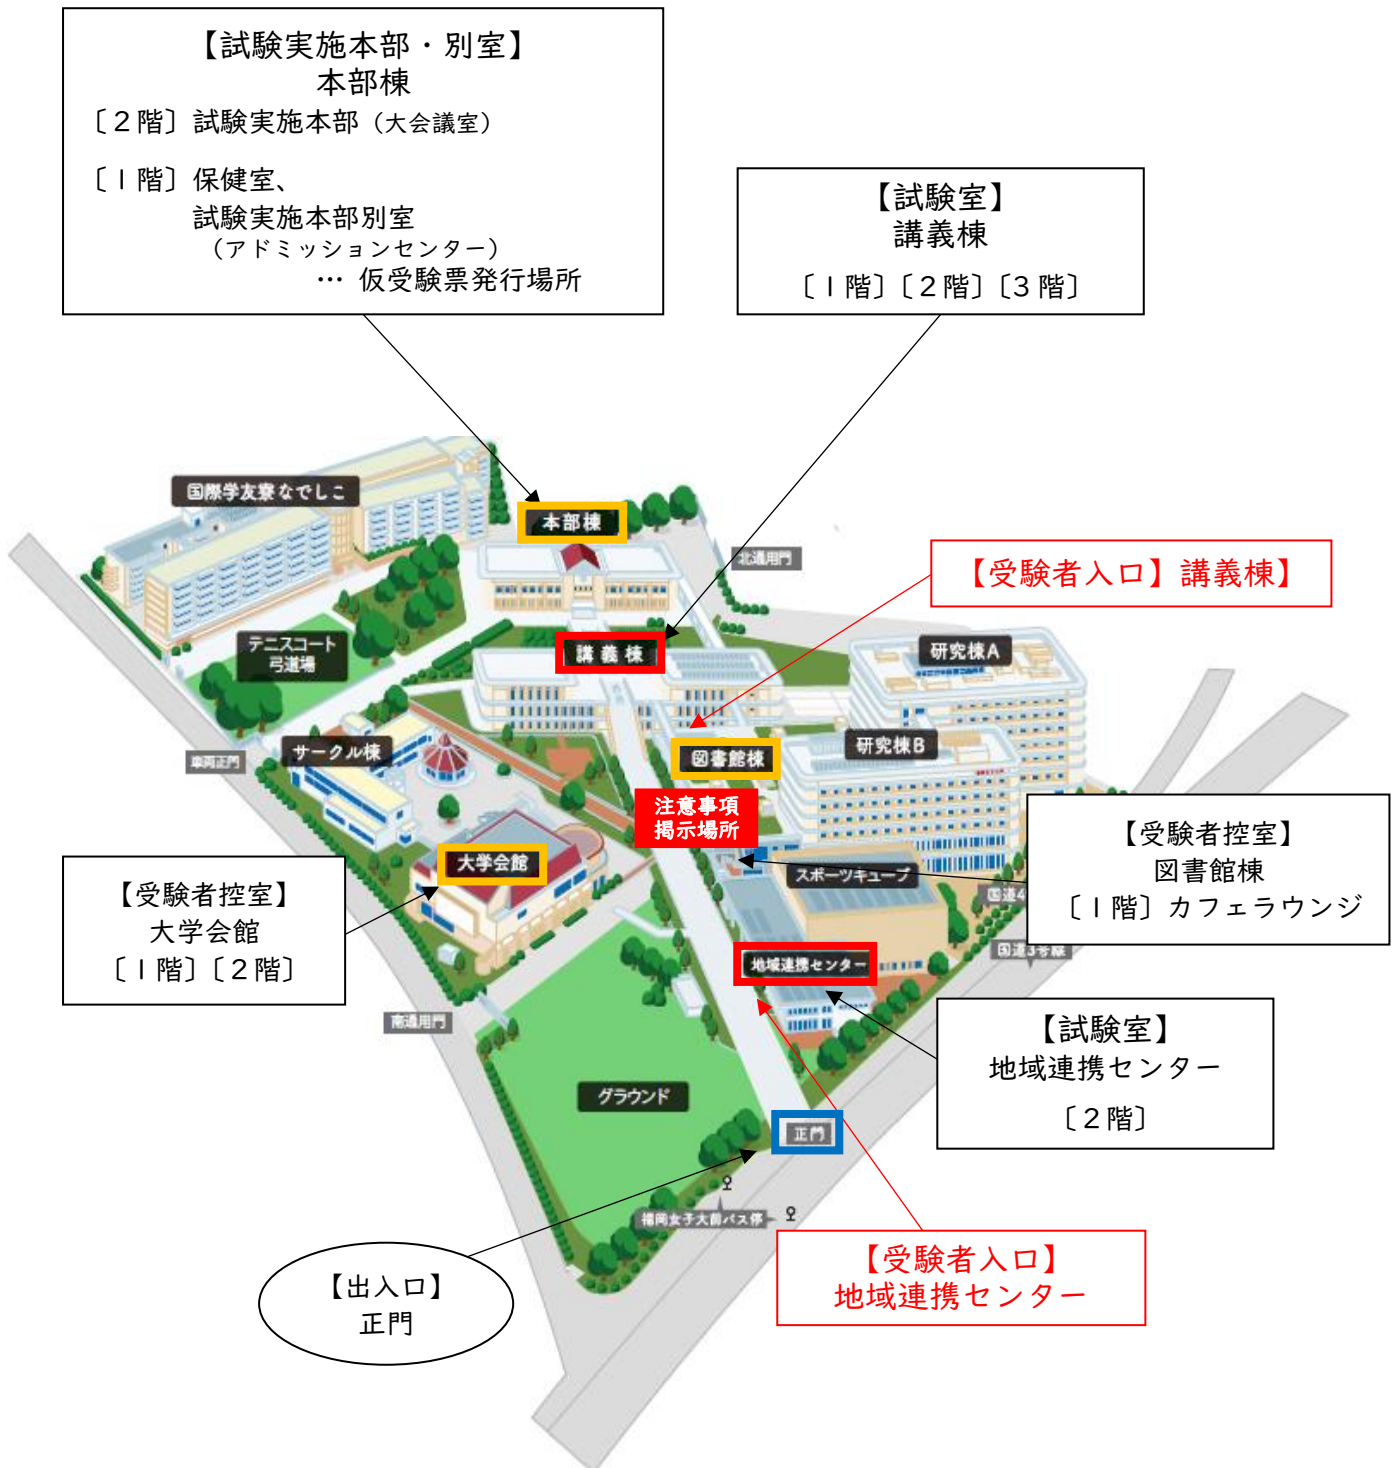 【試験実施本部・別室】
本部棟
〔２階〕試験実施本部（大会議室）
〔１階〕保健室、
試験実施本部別室
（アドミッションセンター）
… 仮受験票発行場所
【試験室】
講義棟
〔１階〕〔２階〕〔３階〕
国際学友寮なでしこ
本部棟
北通用門
【受験者入口】講義棟】
テニスコート
弓道場
講義棟
研究棟A
車両正門
サークル棟
図書館棟
研究棟B
注意事項
掲示場所
大学会館
スポーツキューブ
【受験者控室】
図書館棟
〔１階〕カフェラウンジ
【受験者控室】
大学会館
〔１階〕〔２階〕
国道4
国道3号線
地域連携センター
南通用門
【試験室】
地域連携センター
〔２階〕
グラウンド
正門
福岡女子大前バス停
【受験者入口】
地域連携センター
【出入口】
正門